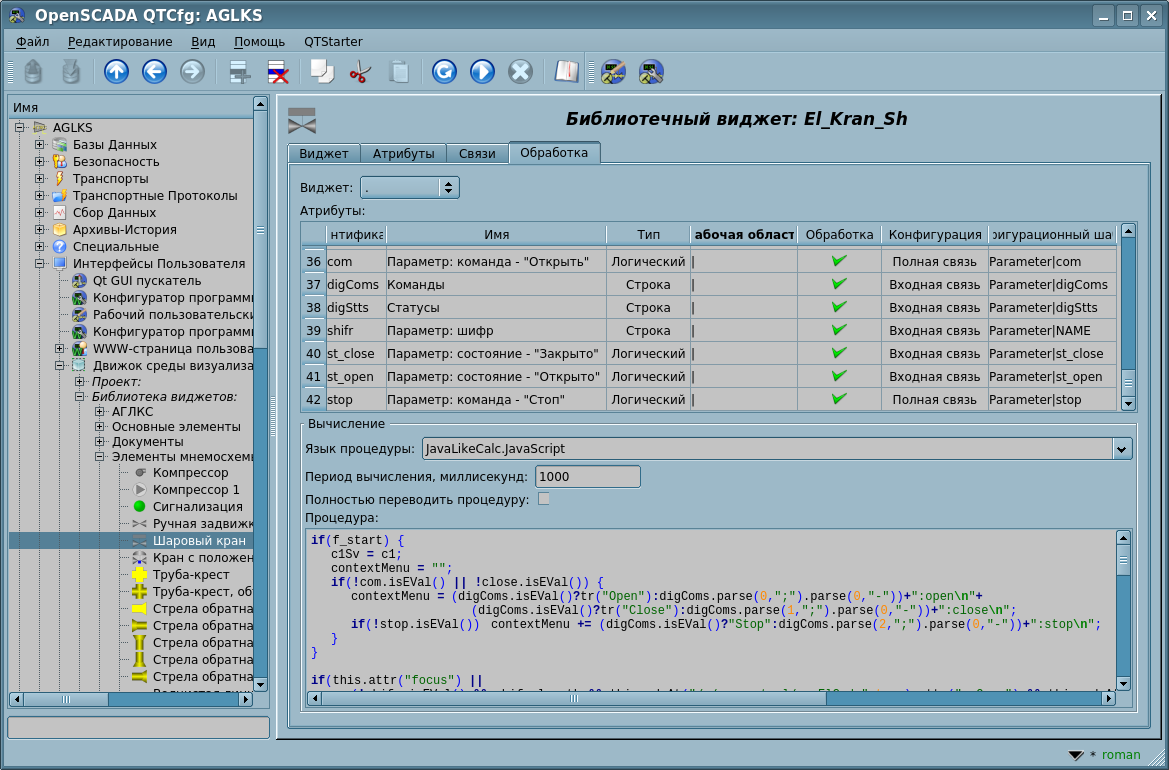 OpenSCADA QTCfg: AGLKS
Файл Редактирование Вид Помощь QTStarter
Имя
AGLKS
Базы Данных
Безопасность
Транспорты
Транспортные Протоколы
Сбор Данных
Архивы-История
Специальные
Интерфейсы Пользователя
Qt GUI пускатель
Конфигуратор программ
Рабочий пользовательски
Конфигуратор программ
WWW-страница пользова
Движок среды визуализа
Проект:
Библиотека виджетов:
АГЛКС
Основные элементы
Документы
Элементы мнемосхем
Компрессор
Компрессор 1
Сигнализация
Ручная задвижк
Шаровый кран
Кран с положен
Труба-крест
Труба-крест, об
Стрела обратна
Стрела обратна
Стрела обратна
Стрела обратна
Стрела обратна
Библиотечный виджет: El_Kran_Sh
Виджет Атрибуты Связи Обработка
Виджет: .
Атрибуты:
нтифика Имя Тип абочая област Обработка Конфигурация зигурационный ша
36 com Параметр: команда - "Открыть" Логический | Полная связь Parameter|com
37 digComs Команды Строка | Входная связь Parameter|digComs
38 digStts Статусы Строка | Входная связь Parameter|digStts
39 shifr Параметр: шифр Строка | Входная связь Parameter|NAME
40 st_close Параметр: состояние - "Закрыто" Логический | Входная связь Parameter|st_close
41 st_open Параметр: состояние - "Открыто" Логический | Входная связь Parameter|st_open
42 stop Параметр: команда - "Стоп" Логический | Полная связь Parameter|stop
Вычисление
Язык процедуры: JavaLikeCalc.JavaScript
Период вычисления, миллисекунд: 1000
Полностью переводить процедуру:
Процедура:
if(f_start) {
c1Sv = c1;
contextMenu = "";
if(!com.isEVal() || !close.isEVal()) {
contextMenu = (digComs.isEVal()?tr("Open"):digComs.parse(0,";").parse(0,"-"))+":open\n"+
(digComs.isEVal()?tr("Close"):digComs.parse(1,";").parse(0,"-"))+":close\n";
if(!stop.isEVal()) contextMenu += (digComs.isEVal()?"Stop":digComs.parse(2,";").parse(0,"-"))+":stop\n";
}
}
if(this.attr("focus") ||
* roman